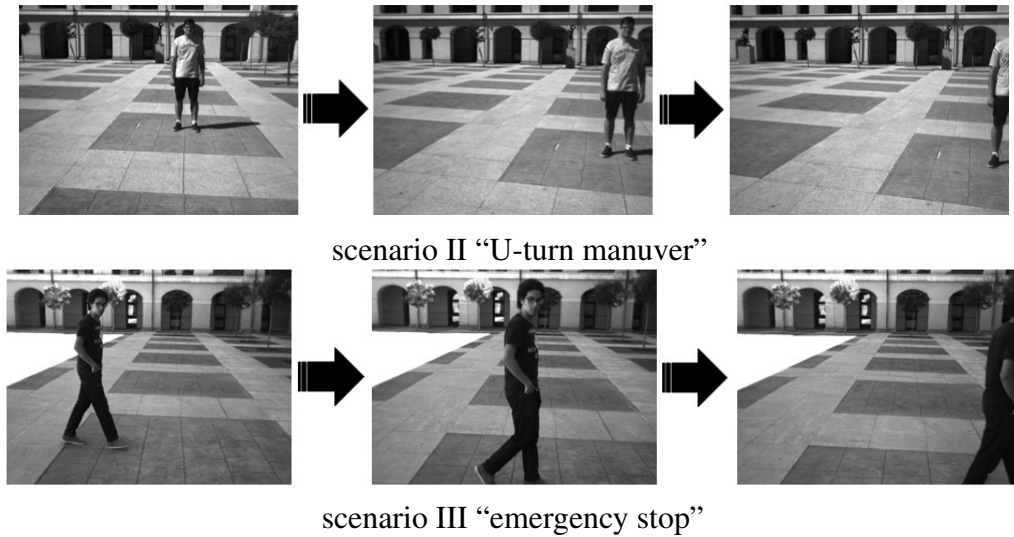 scenario II “U-turn manuver”
scenario III “emergency stop”